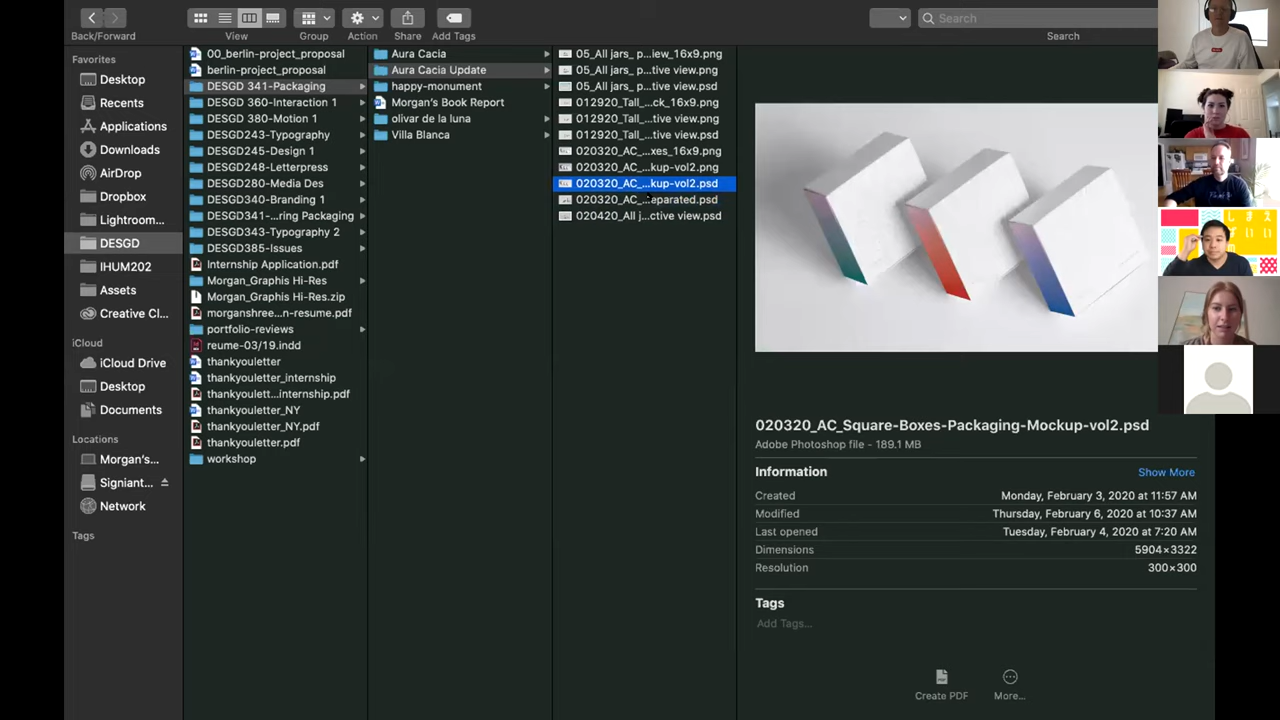 Back/Forward
View
Group
Action
Share
Add Tags
Search
Search
Favorites
Desktop
Recents
Applications
Downloads
AirDrop
Dropbox
Lightroom...
DESGD
IHUM202
Assets
Creative Cl...
iCloud
iCloud Drive
Desktop
Documents
Locations
Morgan's...
Signiant...
Network
Tags
00_berlin-project_proposal
berlin-project_proposal
DESGD 341-Packaging
DESGD 360-Interaction 1
DESGD 380-Motion 1
DESGD243-Typography
DESGD245-Design 1
DESGD248-Letterpress
DESGD280-Media Des
DESGD340-Branding 1
DESGD341-...ring Packaging
DESGD343-Typography 2
DESGD385-Issues
Internship Application.pdf
Morgan_Graphis Hi-Res
Morgan_Graphis Hi-Res.zip
morganshree...n-resume.pdf
portfolio-reviews
reume-03/19.indd
thankyouletter
thankyouletter_internship
thankyoulett...internship.pdf
thankyouletter_NY
thankyouletter_NY.pdf
thankyouletter.pdf
workshop
Aura Cacia
Aura Cacia Update
happy-monument
Morgan's Book Report
olivar de la luna
Villa Blanca
05_All jars_ p...iew_16x9.png
05_All jars_ p...tive view.png
05_All jars_ p...tive view.psd
012920_Tall_...ck_16x9.png
012920_Tall_...tive view.png
012920_Tall_...tive view.psd
020320_AC_...xes_16x9.png
020320_AC_...kup-vol2.png
020320_AC_...kup-vol2.psd
020320_AC_...eparated.psd
020420_All j...ctive view.psd
020320_AC_Square-Boxes-Packaging-Mockup-vol2.psd
Adobe Photoshop file - 189.1 MB
Information
Show More
Created
Monday, February 3, 2020 at 11:57 AM
Modified
Thursday, February 6, 2020 at 10:37 AM
Last opened
Tuesday, February 4, 2020 at 7:20 AM
Dimensions
5904×3322
Resolution
300×300
Tags
Add Tags...
Create PDF
More...